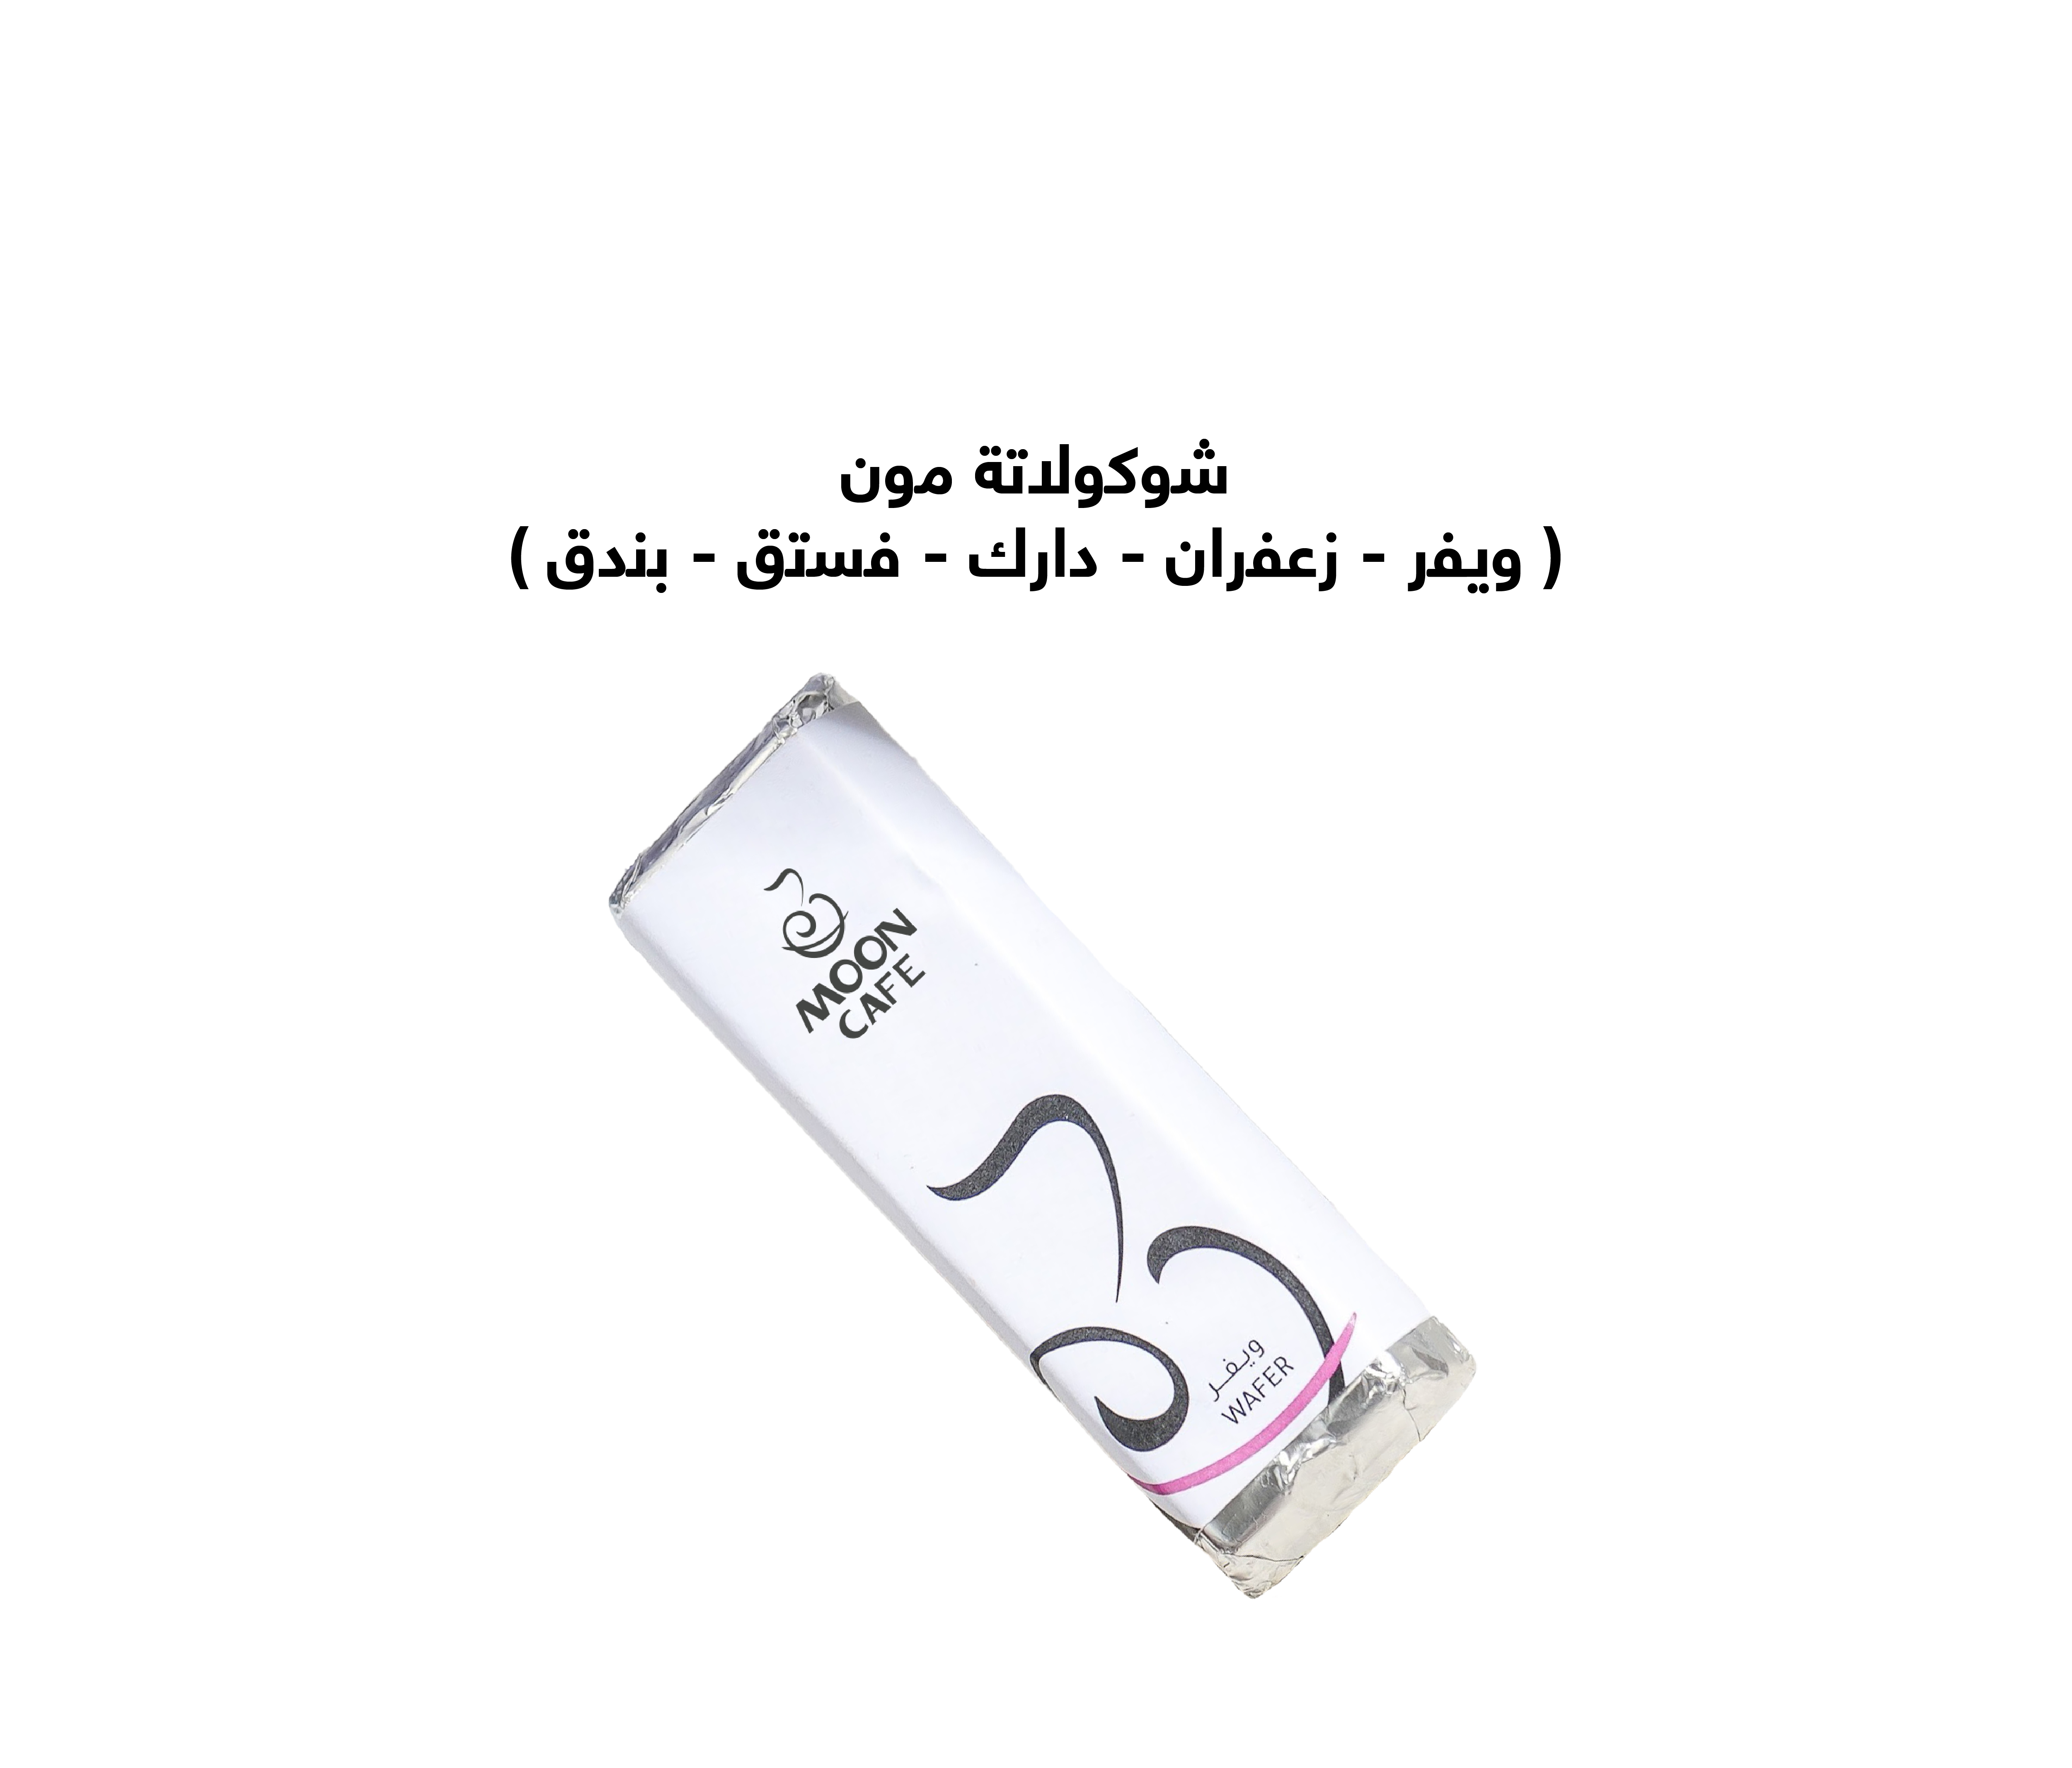 شوكولاتة مون
( ويفر - زعفران - دارك - فستق - بندق )
MOON
CAFE
ويفر
WAFER